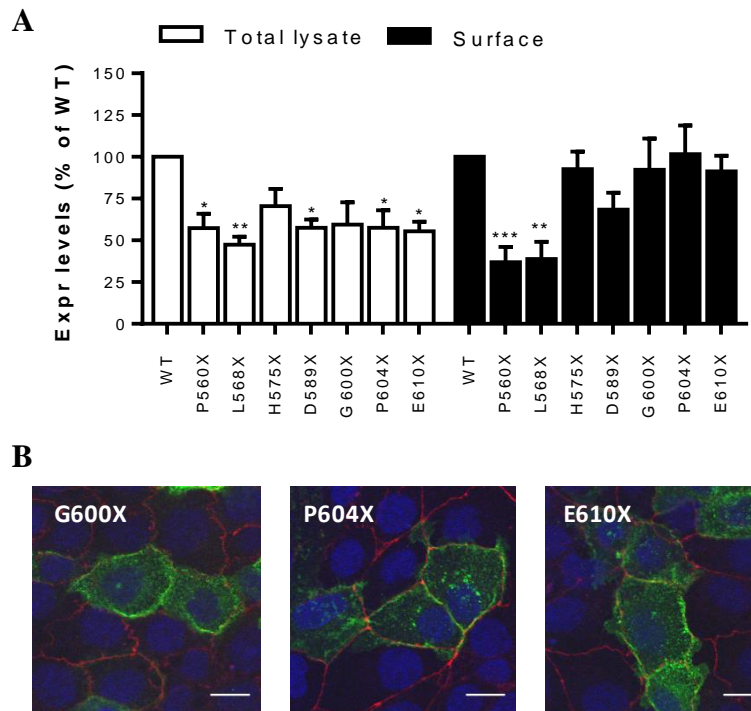 A
Total lysate Surface
Expr levels (% of WT)
150
125
100
75
50
25
0
* ** * * * *** **
WT P560X L568X H575X D589X G600X P604X E610X WT P560X L568X H575X D589X G600X P604X E610X
B
G600X P604X E610X